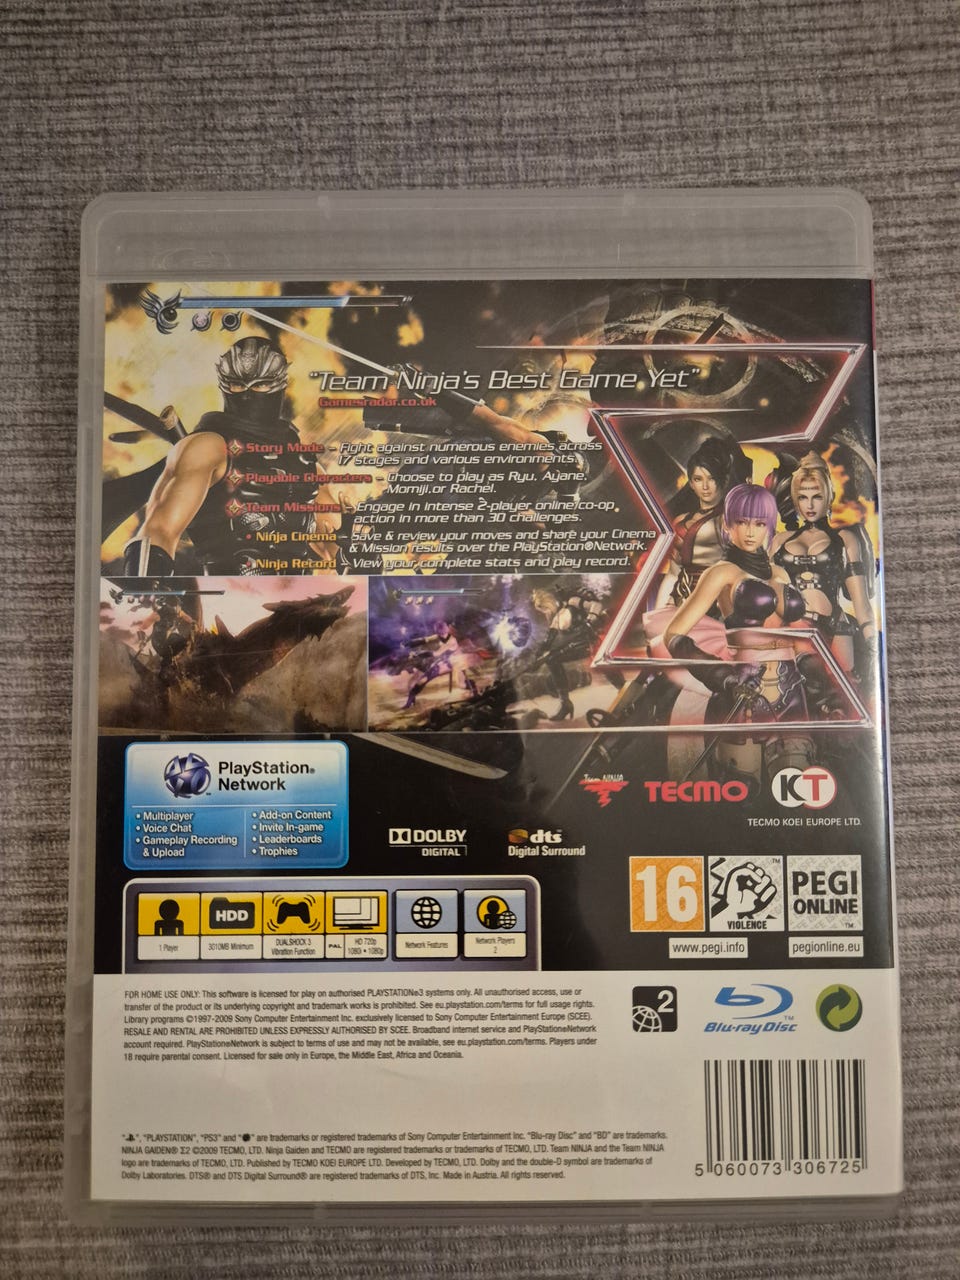 "Team Ninja's Best Game Yet"
Gamesradar.co.uk
Story Mode – Fight against numerous enemies across
17 stages and various environments.
Playable Characters – Choose to play as Ryu, Ayane,
Momiji, or Rachel.
Team Missions – Engage in intense 2-player online co-op
action in more than 30 challenges.
• Ninja Cinema – Save & review your moves and share your Cinema
& Mission results over the PlayStation®Network.
• Ninja Record – View your complete stats and play record.
PlayStation®
Network
• Multiplayer
• Voice Chat
• Gameplay Recording
& Upload
• Add-on Content
• Invite In-game
• Leaderboards
• Trophies
DOLBY
DIGITAL
dts
Digital Surround
Team NINJA
TECMO
KT
TECMO KOEI EUROPE LTD.
16
VIOLENCE
PEGI
ONLINE
www.pegi.info
pegionline.eu
1 Player
HDD
3010MB Minimum
DUALSHOCK 3
Vibration Function
PAL
HD 720p
1080i • 1080p
Network Features
Network Players
2
FOR HOME USE ONLY: This software is licensed for play on authorised PLAYSTATION®3 systems only. All unauthorised access, use or
transfer of the product or its underlying copyright and trademark works is prohibited. See eu.playstation.com/terms for full usage rights.
Library programs ©1997-2009 Sony Computer Entertainment Inc. exclusively licensed to Sony Computer Entertainment Europe (SCEE).
RESALE AND RENTAL ARE PROHIBITED UNLESS EXPRESSLY AUTHORISED BY SCEE. Broadband internet service and PlayStation®Network
account required. PlayStation®Network is subject to terms of use and may not be available, see eu.playstation.com/terms. Players under
18 require parental consent. Licensed for sale only in Europe, the Middle East, Africa and Oceania.
2
Blu-ray Disc™
"", "PLAYSTATION", "PS3" and "" are trademarks or registered trademarks of Sony Computer Entertainment Inc. "Blu-ray Disc" and "BD" are trademarks.
NINJA GAIDEN® Σ2 ©2009 TECMO, LTD. Ninja Gaiden and TECMO are registered trademarks or trademarks of TECMO, LTD. Team NINJA and the Team NINJA
logo are trademarks of TECMO, LTD. Published by TECMO KOEI EUROPE LTD. Developed by TECMO, LTD. Dolby and the double-D symbol are trademarks of
Dolby Laboratories. DTS® and DTS Digital Surround® are registered trademarks of DTS, Inc. Made in Austria. All rights reserved.
5 060073 306725